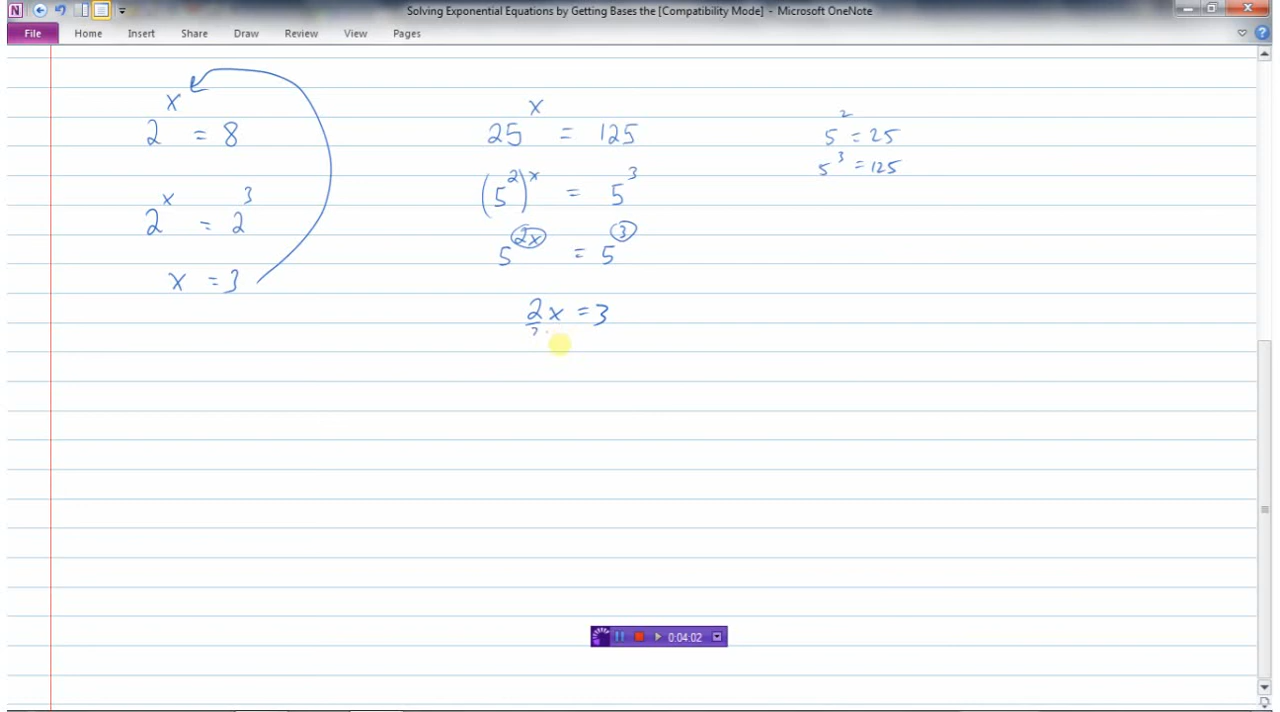 Solving Exponential Equations by Getting Bases the [Compatibility Mode] - Microsoft OneNote
File Home Insert Share Draw Review View Pages
2^x = 8
2^x = 2^3
x = 3
25^x = 125
(5^2)^x = 5^3
5^2x = 5^3
2x = 3
2
5^2 = 25
5^3 = 125
0:04:02